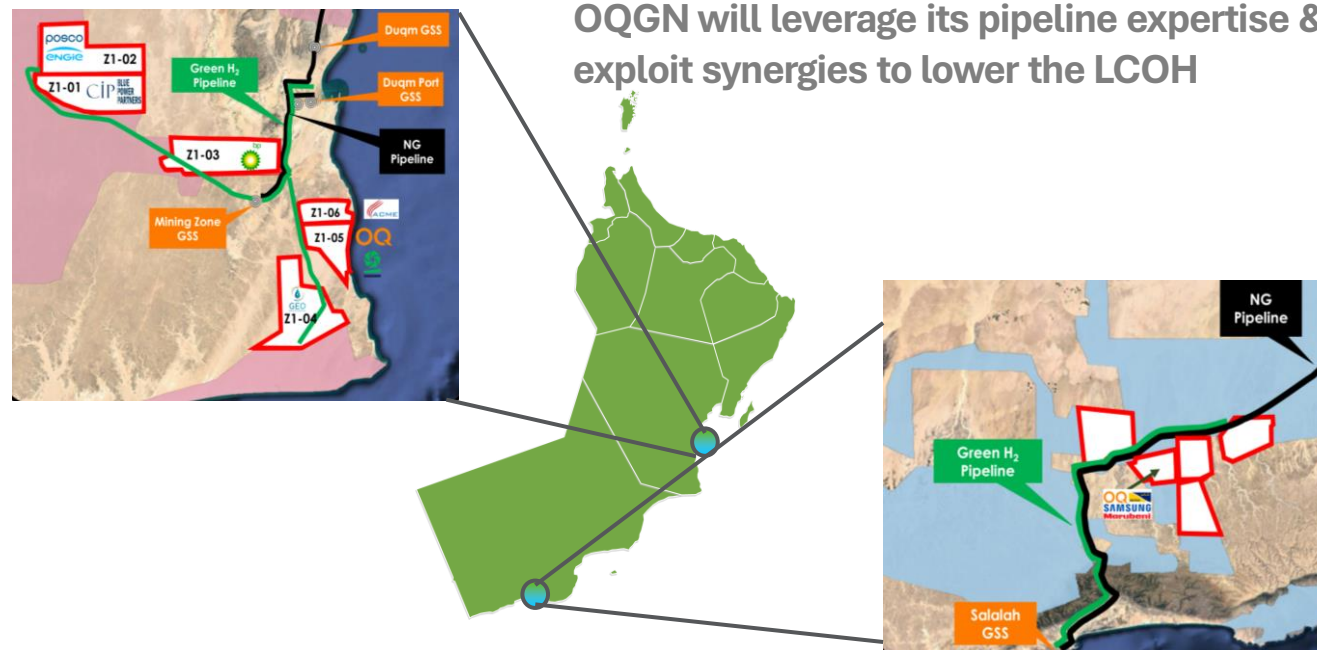 OQGN will leverage its pipeline expertise &
exploit synergies to lower the LCOH
posco
ENGIE
Z1-02
Z1-01
CIP
BLUE
POWER
PARTNERS
Green H₂
Pipeline
Duqm GSS
Duqm Port
GSS
NG
Pipeline
Z1-03
bp
Mining Zone
GSS
Z1-06
ACME
Z1-05
OQ
GEO
Z1-04
NG
Pipeline
Green H₂
Pipeline
OQ
SAMSUNG
Marubeni
Salalah
GSS